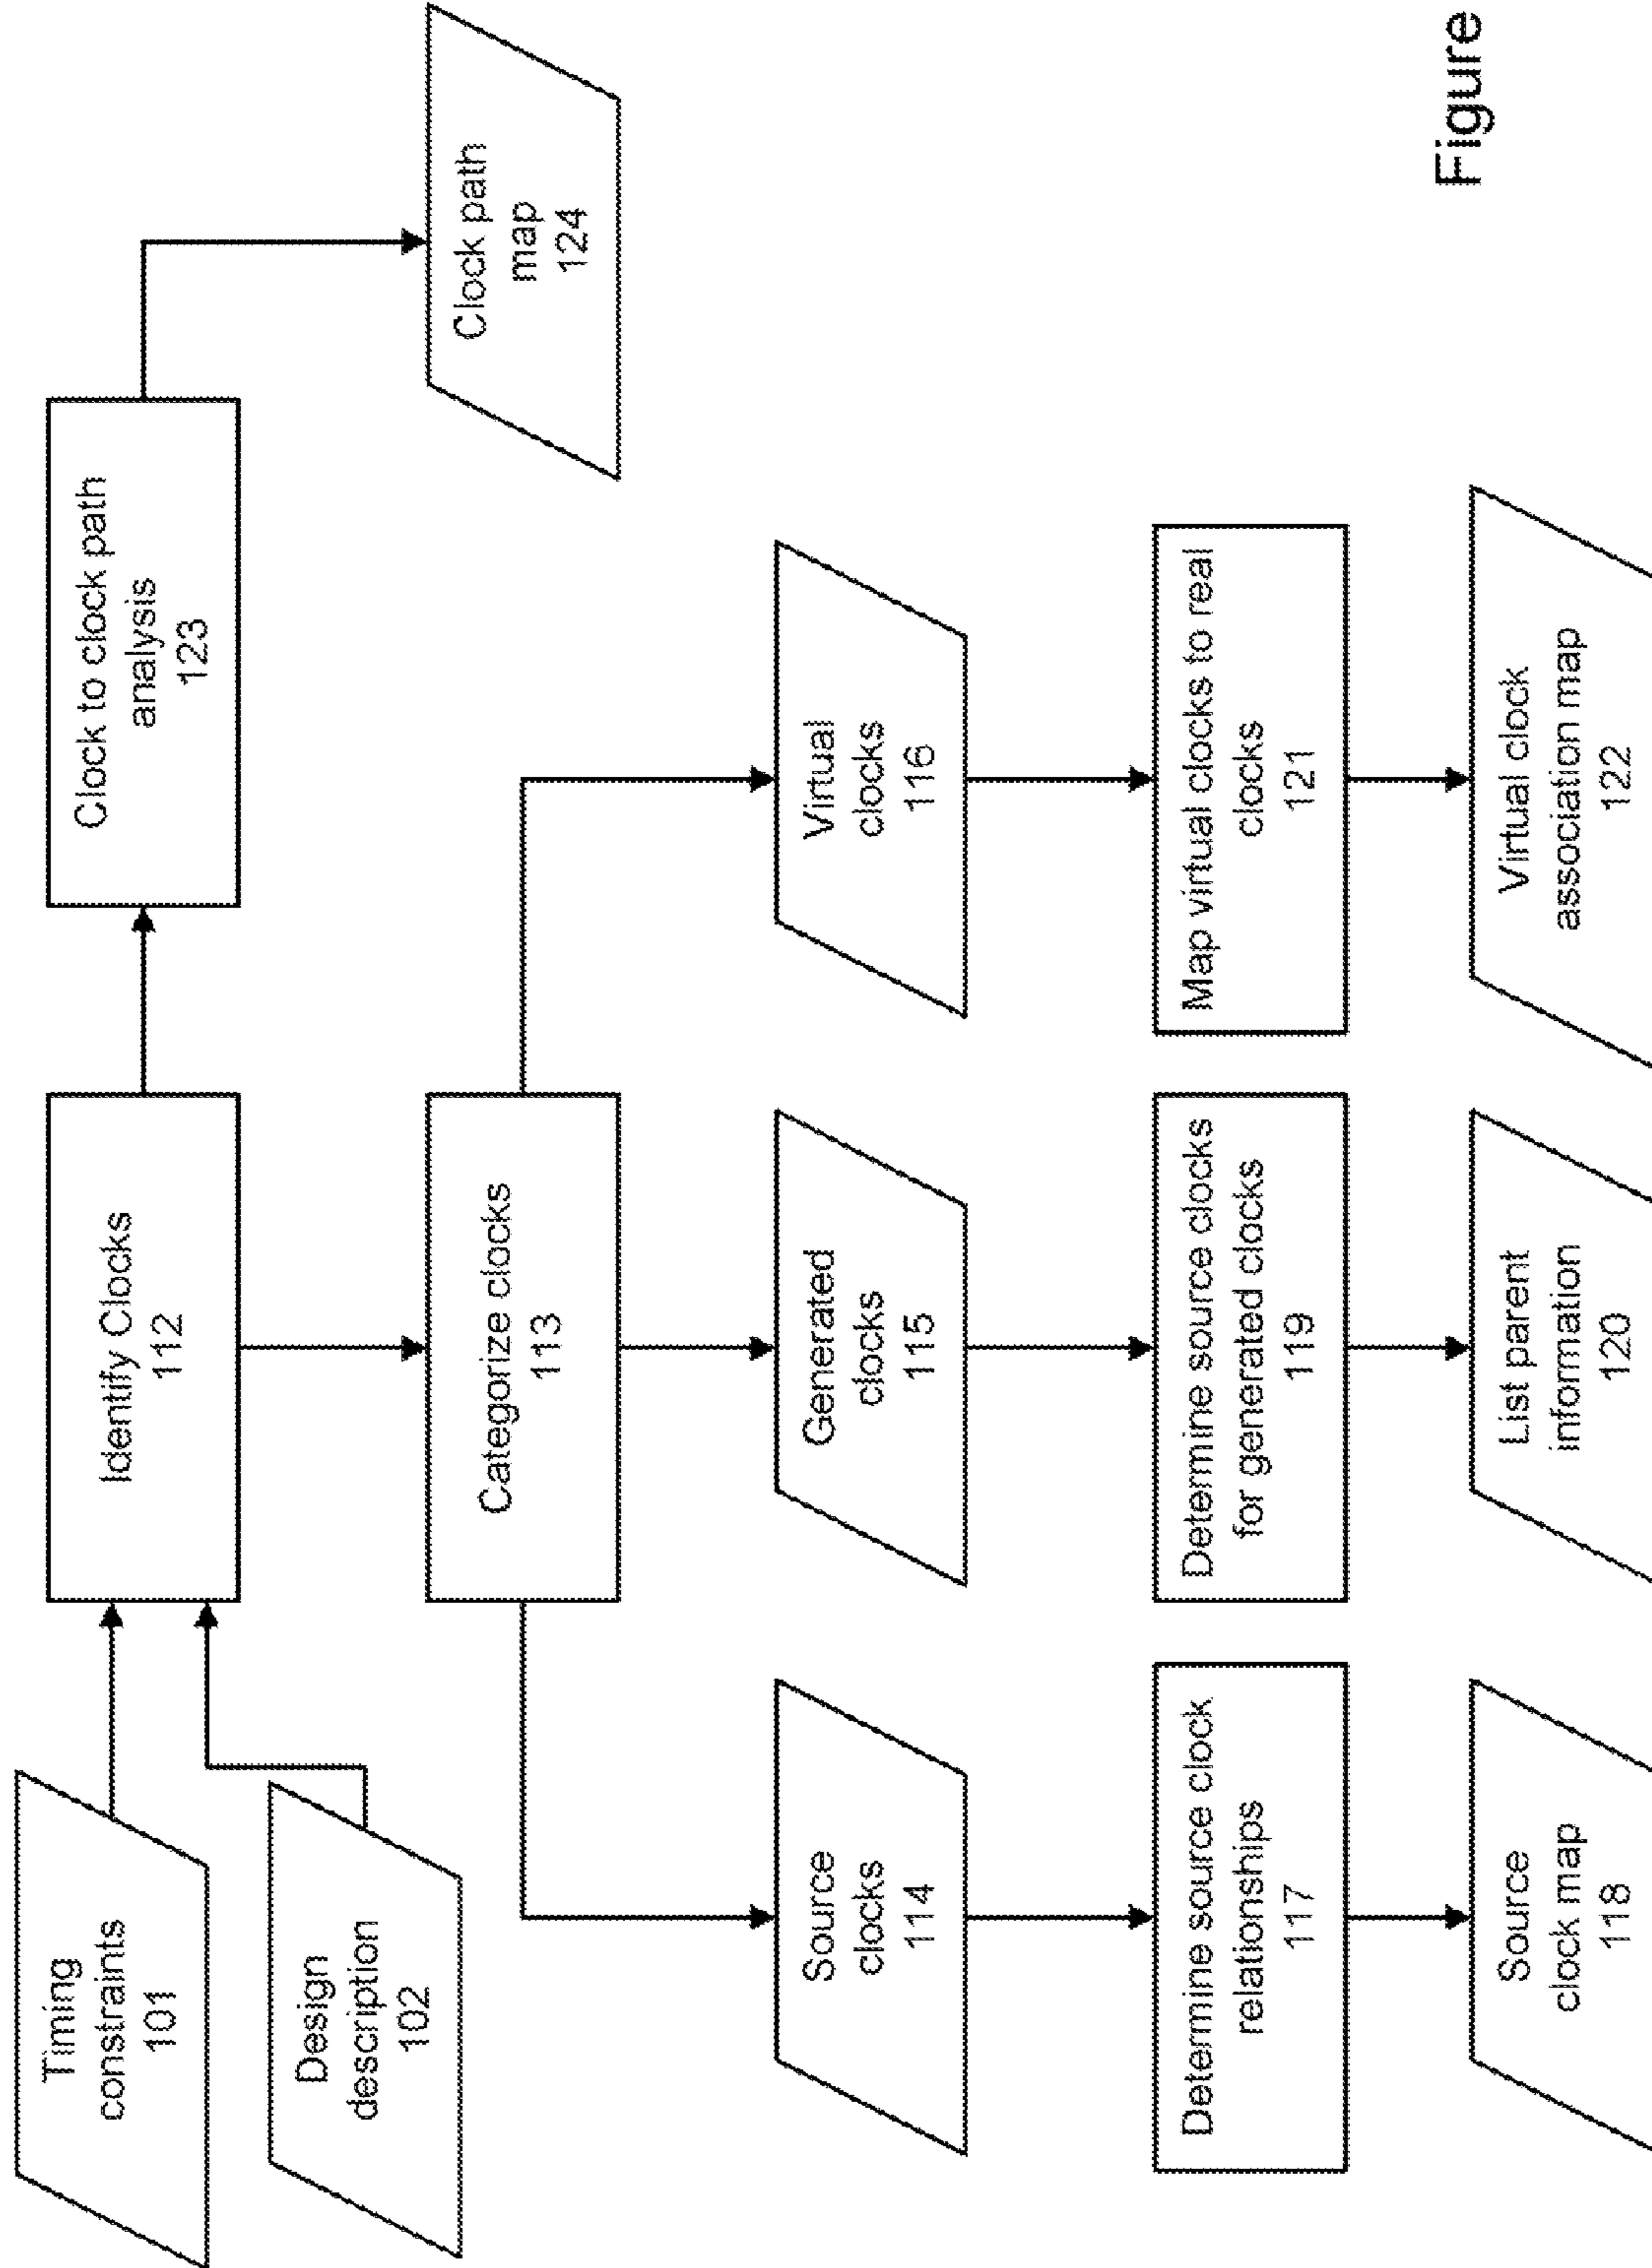 Timing
constraints
101
Design
description
102
Identify Clocks
112
Clock to clock path
analysis
123
Categorize clocks
113
Clock path
map
124
Source
clocks
114
Generated
clocks
115
Virtual
clocks
116
Determine source clock
relationships
117
Determine source clocks
for generated clocks
119
Map virtual clocks to real
clocks
121
Source
clock map
118
List parent
information
120
Virtual clock
association map
122
Figure